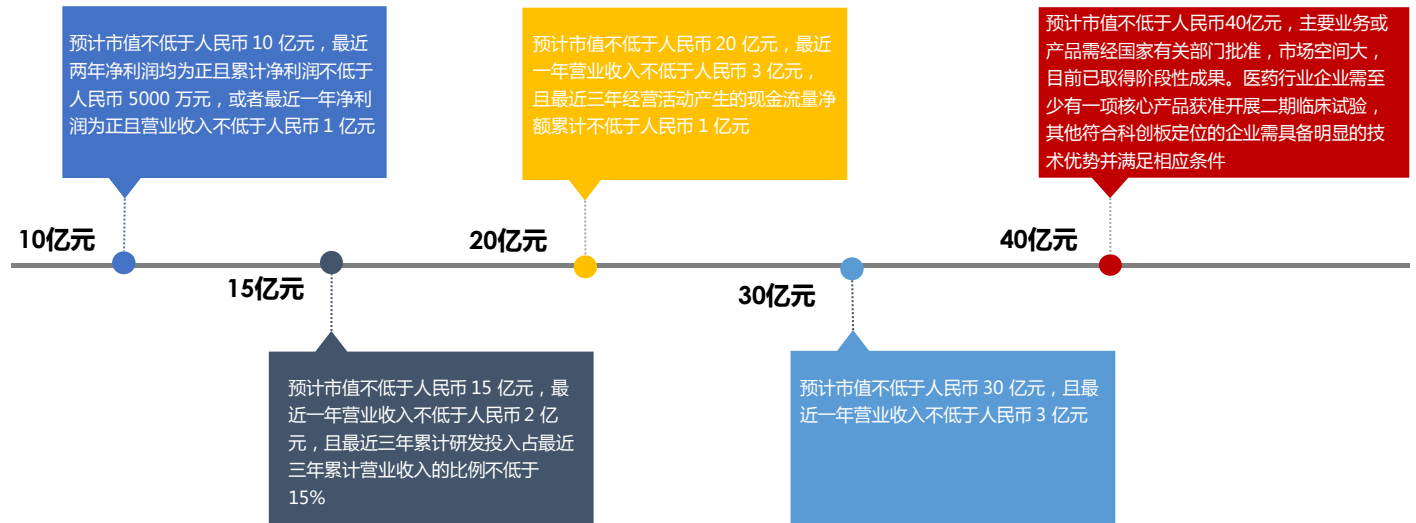 预计市值不低于人民币 10 亿元，最近
两年净利润均为正且累计净利润不低于
人民币 5000 万元，或者最近一年净利
润为正且营业收入不低于人民币 1 亿元
预计市值不低于人民币 20 亿元，最近
一年营业收入不低于人民币 3 亿元，
且最近三年经营活动产生的现金流量净
额累计不低于人民币 1 亿元
预计市值不低于人民币40亿元，主要业务或
产品需经国家有关部门批准，市场空间大，
目前已取得阶段性成果。医药行业企业需至
少有一项核心产品获准开展二期临床试验，
其他符合科创板定位的企业需具备明显的技
术优势并满足相应条件
10亿元
15亿元
20亿元
30亿元
40亿元
预计市值不低于人民币 15 亿元，最
近一年营业收入不低于人民币 2 亿
元，且最近三年累计研发投入占最近
三年累计营业收入的比例不低于
15%
预计市值不低于人民币 30 亿元，且最
近一年营业收入不低于人民币 3 亿元